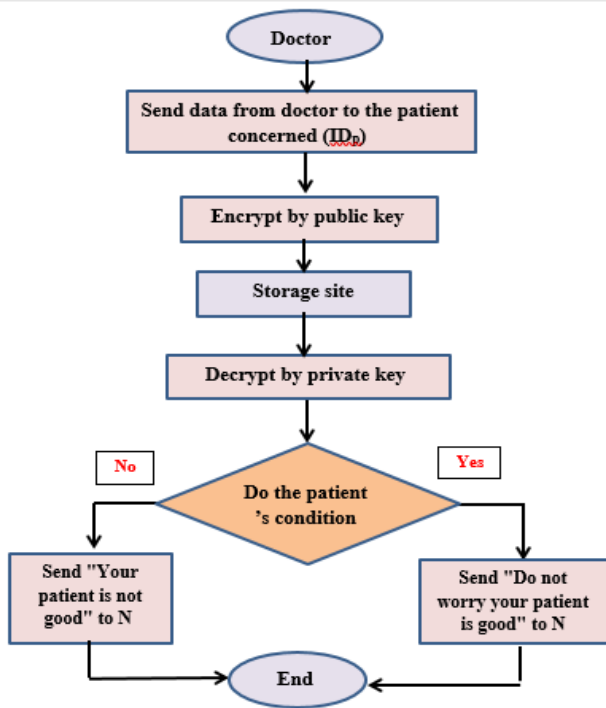 Doctor
Send data from doctor to the patient
concerned (IDp)
Encrypt by public key
Storage site
Decrypt by private key
No
Yes
Do the patient
’s condition
Send "Your
patient is not
good" to N
Send "Do not
worry your patient
is good" to N
End